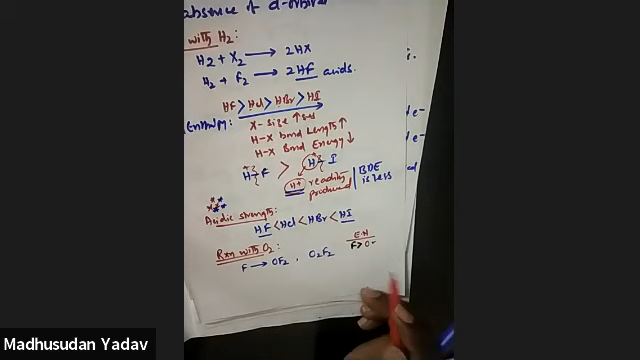 absence of d-orbital
with H2:
H2 + X2 → 2HX
H2 + F2 → 2HF acids.
HF > HCl > HBr > HI
Enthalpy: X-size ↑ses
H-X bond length ↑
H-X Bond Energy ↓
H-F > H-I
H+ readily produced
BDE is less
Acidic strength:
HF < HCl < HBr < HI
Rxn with O2:
F → OF2 , O2F2
E.N
F > O
e-
e-
Madhusudan Yadav